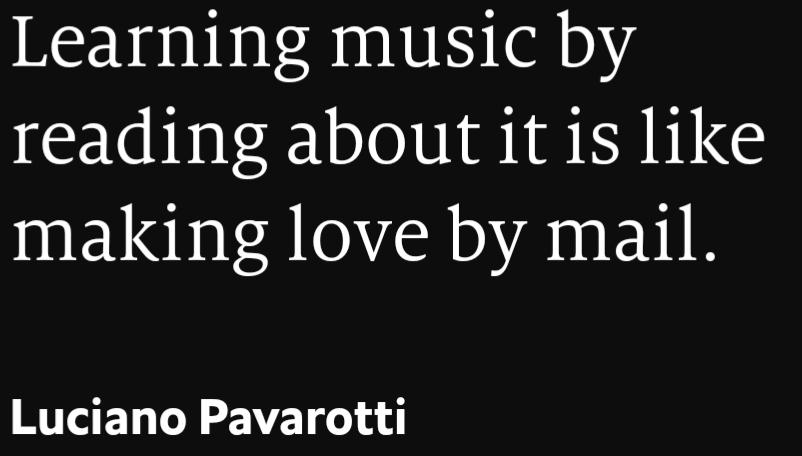 Learning music by
reading about it is like
making love by mail.
Luciano Pavarotti